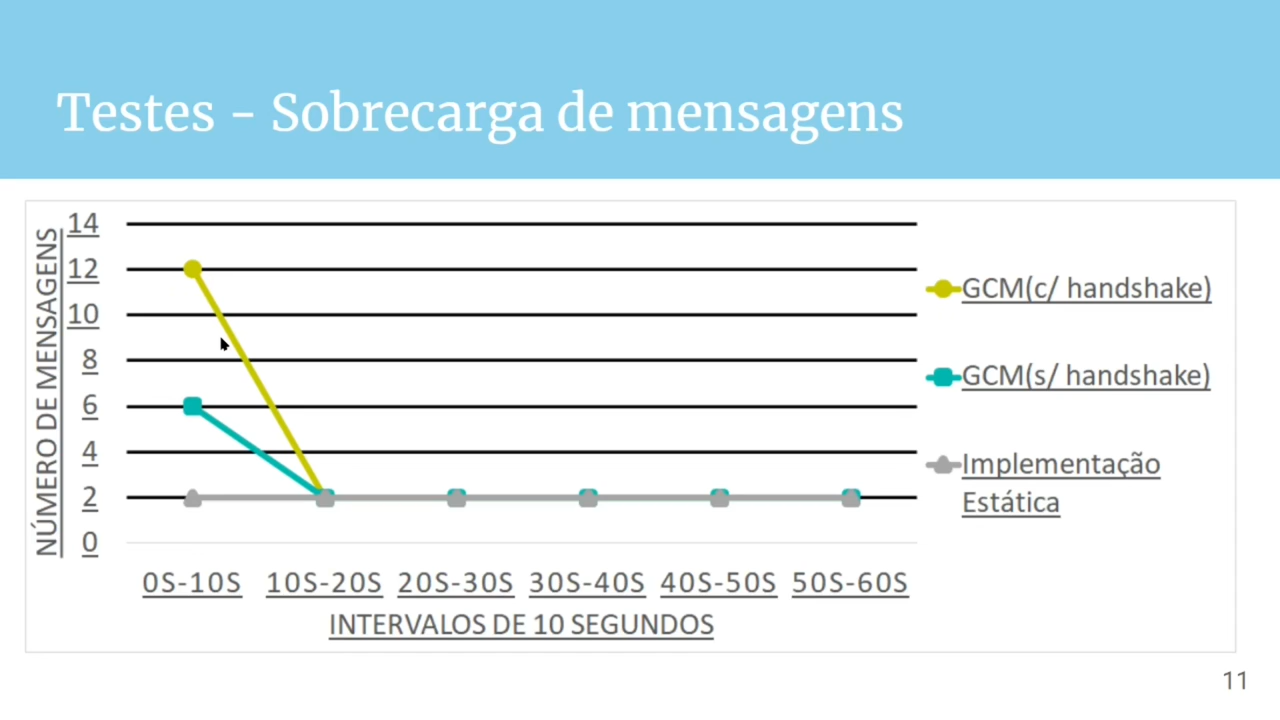 Testes - Sobrecarga de mensagens
NÚMERO DE MENSAGENS
14
12
10
8
6
4
2
0
0S-10S 10S-20S 20S-30S 30S-40S 40S-50S 50S-60S
INTERVALOS DE 10 SEGUNDOS
GCM(c/ handshake)
GCM(s/ handshake)
Implementação
Estática
11